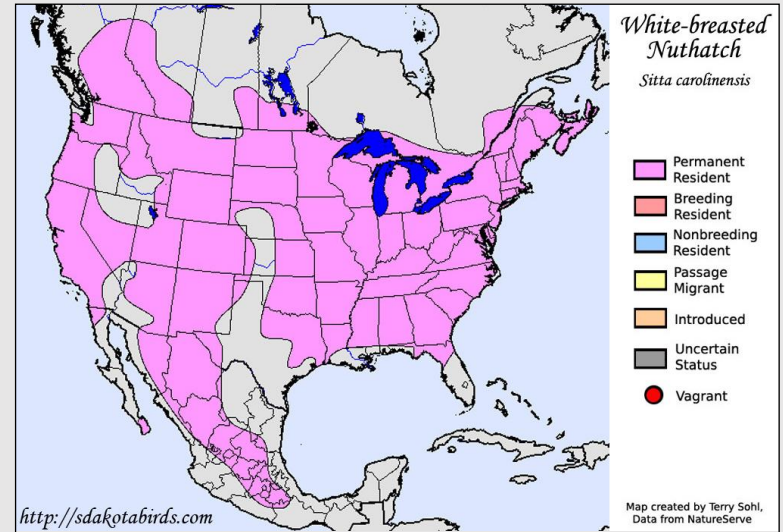 White-breasted
Nuthatch
Sitta carolinensis
Permanent
Resident
Breeding
Resident
Nonbreeding
Resident
Passage
Migrant
Introduced
Uncertain
Status
Vagrant
http://sdakotabirds.com
Map created by Terry Sohl,
Data from NatureServe